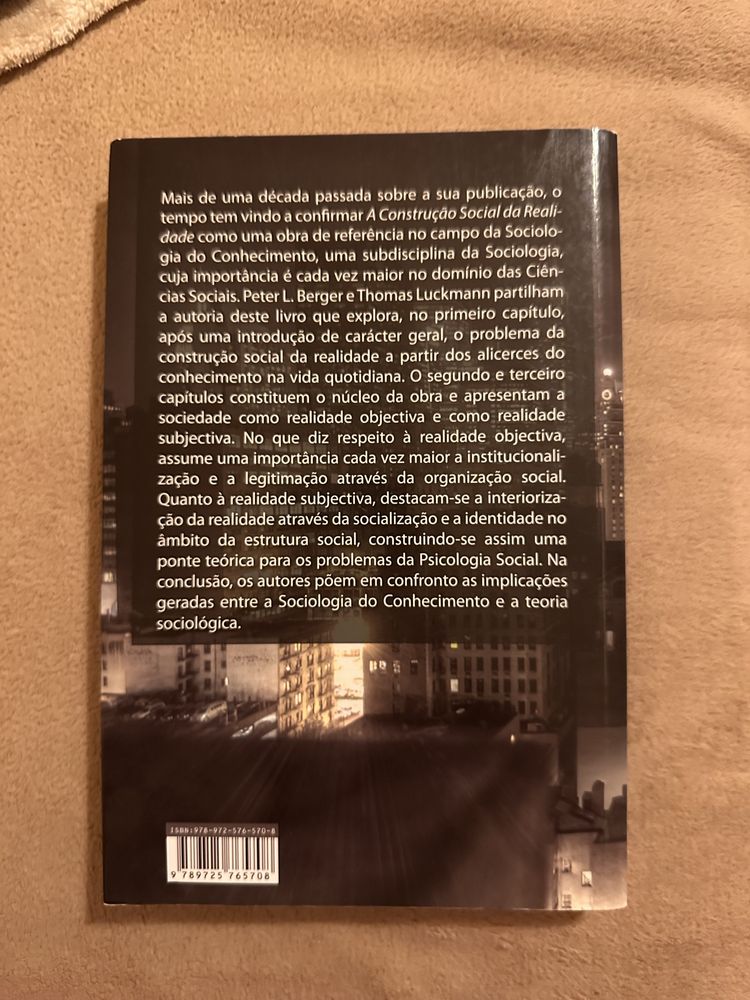 Mais de uma década passada sobre a sua publicação, o
tempo tem vindo a confirmar A Construção Social da Reali-
dade como uma obra de referência no campo da Sociolo-
gia do Conhecimento, uma subdisciplina da Sociologia,
cuja importância é cada vez maior no domínio das Ciên-
cias Sociais. Peter L. Berger e Thomas Luckmann partilham
a autoria deste livro que explora, no primeiro capítulo,
após uma introdução de carácter geral, o problema da
construção social da realidade a partir dos alicerces do
conhecimento na vida quotidiana. O segundo e terceiro
capítulos constituem o núcleo da obra e apresentam a
sociedade como realidade objectiva e como realidade
subjectiva. No que diz respeito à realidade objectiva,
assume uma importância cada vez maior a institucionali-
zação e a legitimação através da organização social.
Quanto à realidade subjectiva, destacam-se a interioriza-
ção da realidade através da socialização e a identidade no
âmbito da estrutura social, construindo-se assim uma
ponte teórica para os problemas da Psicologia Social. Na
conclusão, os autores põem em confronto as implicações
geradas entre a Sociologia do Conhecimento e a teoria
sociológica.
ISBN:978-972-576-570-8
9 789725 765708